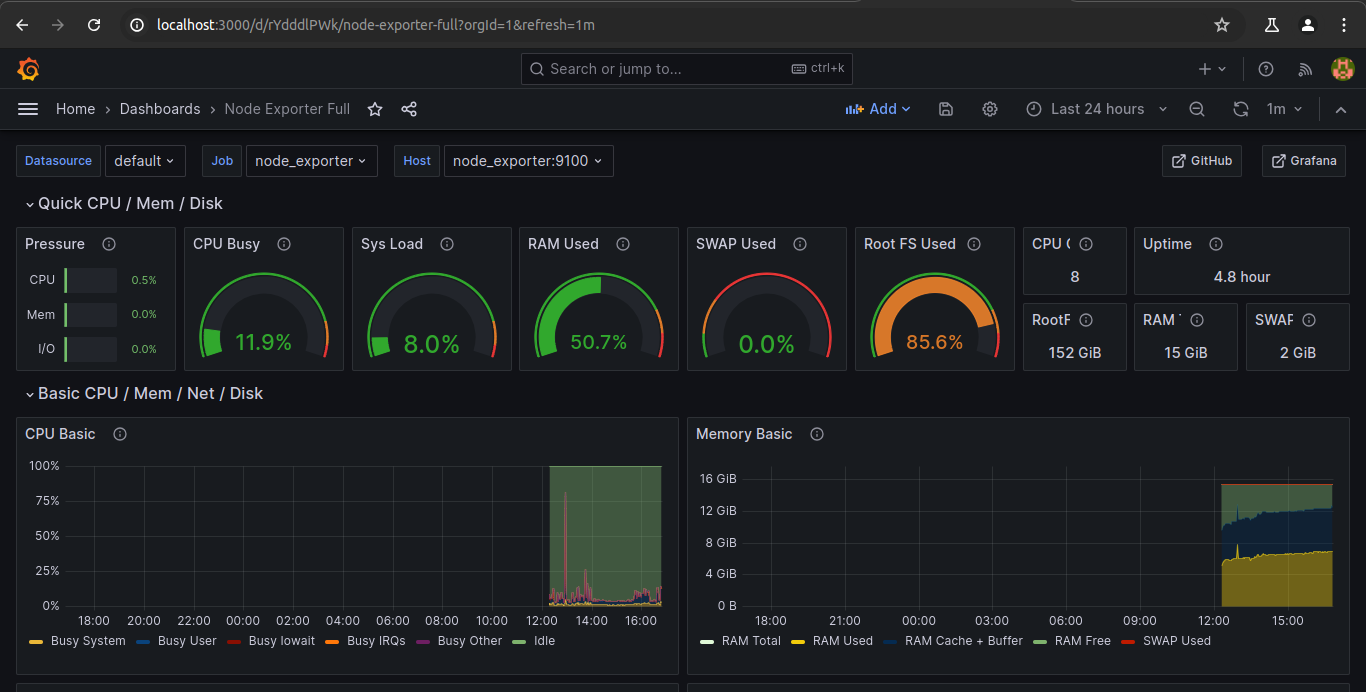 localhost:3000/d/rYdddlPWk/node-exporter-full?orgId=1&refresh=1m
Search or jump to... ctrl+k
Home › Dashboards › Node Exporter Full Add Last 24 hours 1m
Datasource default Job node_exporter Host node_exporter:9100 GitHub Grafana
Quick CPU / Mem / Disk
Pressure CPU Busy Sys Load RAM Used SWAP Used Root FS Used CPU C Uptime
8 4.8 hour
CPU 0.5%
Mem 0.0%
I/O 0.0%
11.9% 8.0% 50.7% 0.0% 85.6%
RootF RAM T SWAP
152 GiB 15 GiB 2 GiB
Basic CPU / Mem / Net / Disk
CPU Basic
100%
75%
50%
25%
0%
18:00 20:00 22:00 00:00 02:00 04:00 06:00 08:00 10:00 12:00 14:00 16:00
Busy System Busy User Busy Iowait Busy IRQs Busy Other Idle
Memory Basic
16 GiB
12 GiB
8 GiB
4 GiB
0 B
18:00 21:00 00:00 03:00 06:00 09:00 12:00 15:00
RAM Total RAM Used RAM Cache + Buffer RAM Free SWAP Used